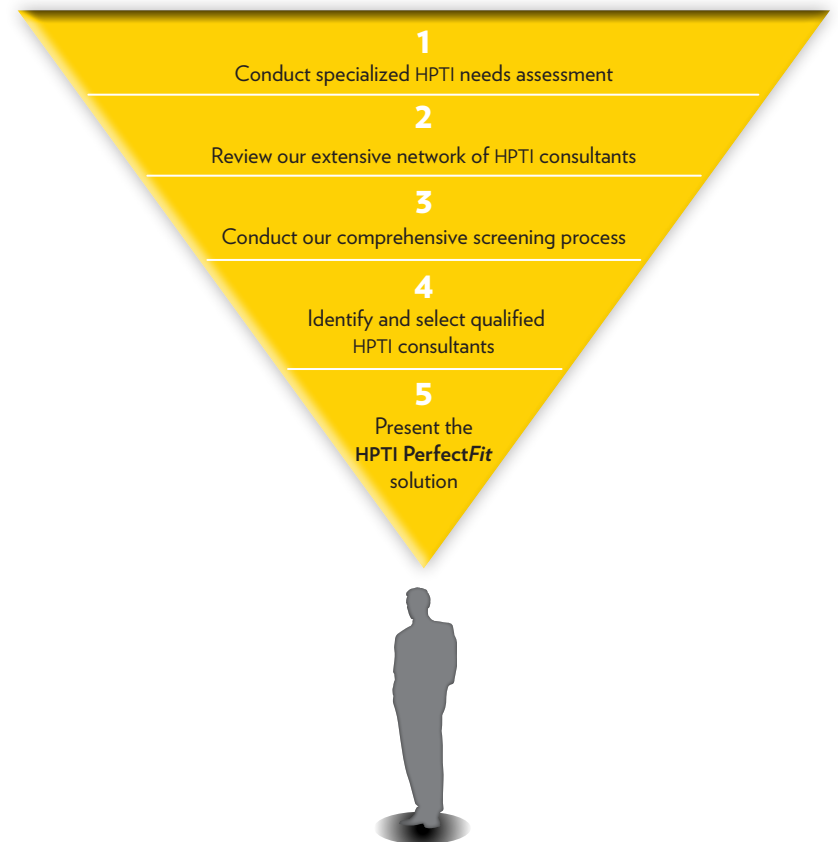 1
Conduct specialized HPTI needs assessment
2
Review our extensive network of HPTI consultants
3
Conduct our comprehensive screening process
4
Identify and select qualified
HPTI consultants
5
Present the
HPTI PerfectFit
solution